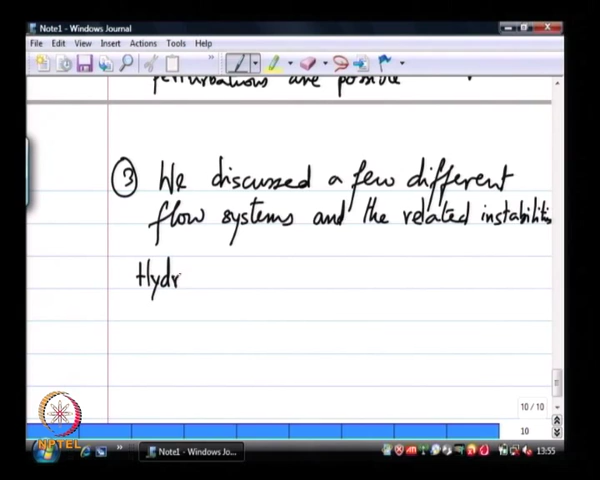 Note1 - Windows Journal
File Edit View Insert Actions Tools Help
perturbations are possible
③ We discussed a few different
flow systems and the related instabilities
Hydr
10 / 10
10
NPTEL
Note1 - Windows Jo...
13:55